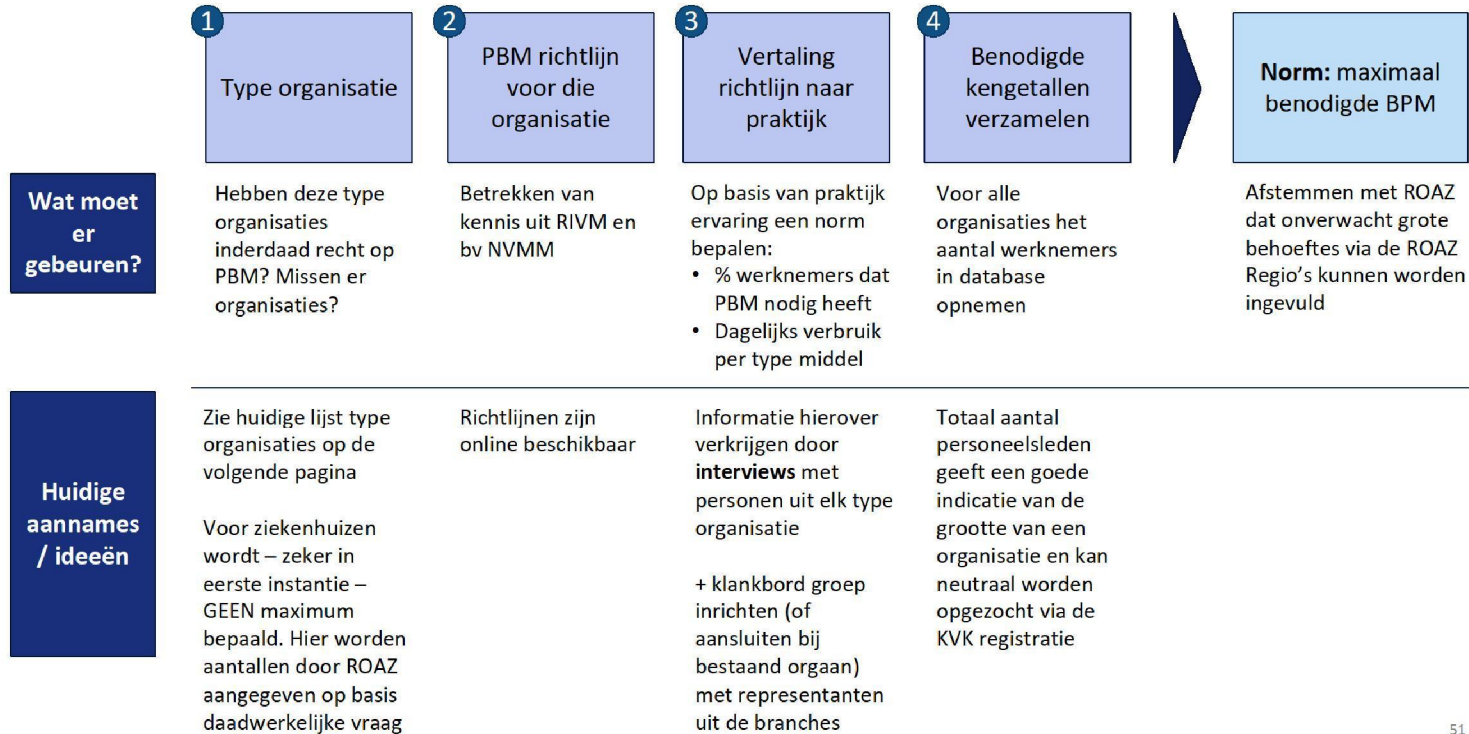 1
Type organisatie
2
PBM richtlijn
voor die
organisatie
3
Vertaling
richtlijn naar
praktijk
4
Benodigde
kengetallen
verzamelen
Norm: maximaal
benodigde BPM
Wat moet
er
gebeuren?
Hebben deze type
organisaties
inderdaad recht op
PBM? Missen er
organisaties?
Betrekken van
kennis uit RIVM en
bv NVMM
Op basis van praktijk
ervaring een norm
bepalen:
• % werknemers dat
PBM nodig heeft
• Dagelijks verbruik
per type middel
Voor alle
organisaties het
aantal werknemers
in database
opnemen
Afstemmen met ROAZ
dat onverwacht grote
behoeftes via de ROAZ
Regio's kunnen worden
ingevuld
Huidige
aannames
/ ideeën
Zie huidige lijst type
organisaties op de
volgende pagina
Voor ziekenhuizen
wordt – zeker in
eerste instantie –
GEEN maximum
bepaald. Hier worden
aantallen door ROAZ
aangegeven op basis
daadwerkelijke vraag
Richtlijnen zijn
online beschikbaar
Informatie hierover
verkrijgen door
interviews met
personen uit elk type
organisatie
+ klankbord groep
inrichten (of
aansluiten bij
bestaand orgaan)
met representanten
uit de branches
Totaal aantal
personeelsleden
geeft een goede
indicatie van de
grootte van een
organisatie en kan
neutraal worden
opgezocht via de
KVK registratie
51